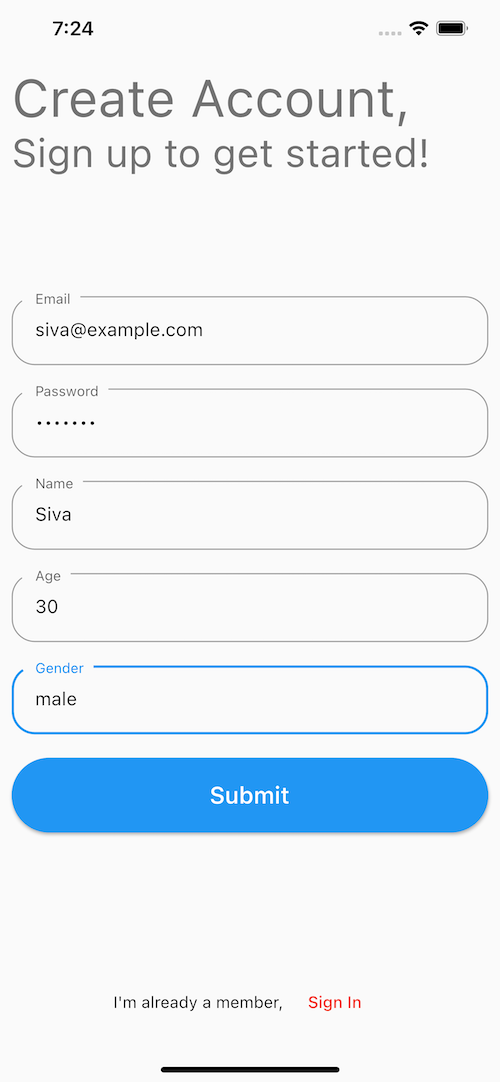 7:24
Create Account,
Sign up to get started!
Email
siva@example.com
Password
•••••••
Name
Siva
Age
30
Gender
male
Submit
I'm already a member, Sign In